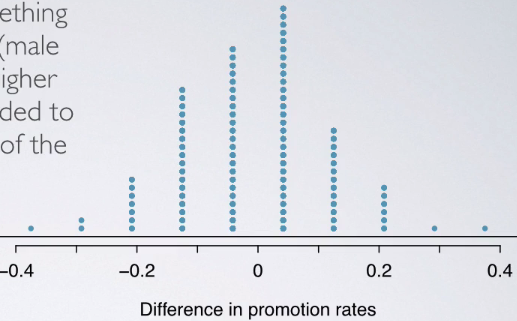 ething
(male
igher
ded to
of the
−0.4 −0.2 0 0.2 0.4
Difference in promotion rates